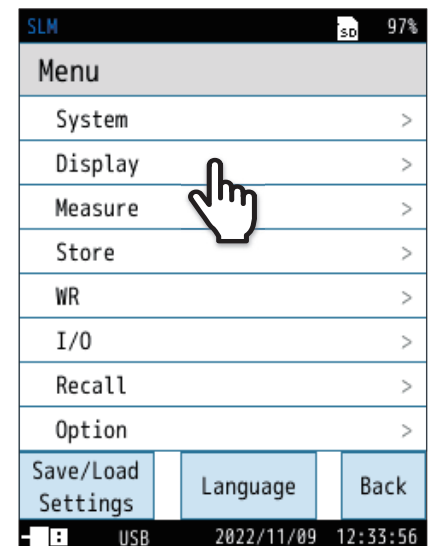 SLM SD 97%
Menu
System >
Display >
Measure >
Store >
WR >
I/O >
Recall >
Option >
Save/Load
Settings
Language
Back
USB 2022/11/09 12:33:56